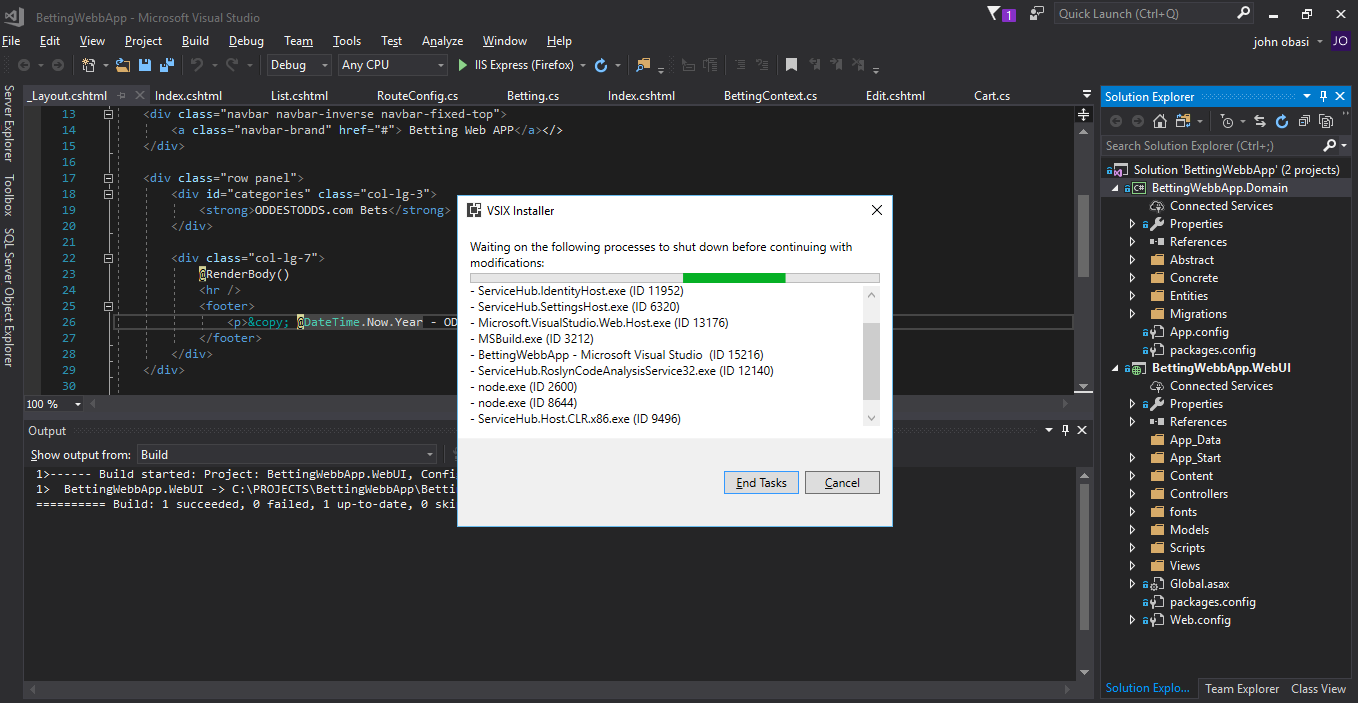 BettingWebbApp - Microsoft Visual Studio
1
Quick Launch (Ctrl+Q)
File Edit View Project Build Debug Team Tools Test Analyze Window Help
john obasi JO
Debug Any CPU IIS Express (Firefox)
_Layout.cshtml Index.cshtml List.cshtml RouteConfig.cs Betting.cs Index.cshtml BettingContext.cs Edit.cshtml Cart.cs
Server Explorer
Toolbox
SQL Server Object Explorer
13 <div class="navbar navbar-inverse navbar-fixed-top">
14 <a class="navbar-brand" href="#"> Betting Web APP</a></>
15 </div>
16
17 <div class="row panel">
18 <div id="categories" class="col-lg-3">
19 <strong>ODDESTODDS.com Bets</strong>
20 </div>
21
22 <div class="col-lg-7">
23 @RenderBody()
24 <hr />
25 <footer>
26 <p>&copy; @DateTime.Now.Year - OD
27 </footer>
28 </div>
29 </div>
30
100 %
Output
Show output from: Build
1>------ Build started: Project: BettingWebbApp.WebUI, Confi
1> BettingWebbApp.WebUI -> C:\PROJECTS\BettingWebbApp\Betti
========== Build: 1 succeeded, 0 failed, 1 up-to-date, 0 ski
VSIX Installer
Waiting on the following processes to shut down before continuing with
modifications:
- ServiceHub.IdentityHost.exe (ID 11952)
- ServiceHub.SettingsHost.exe (ID 6320)
- Microsoft.VisualStudio.Web.Host.exe (ID 13176)
- MSBuild.exe (ID 3212)
- BettingWebbApp - Microsoft Visual Studio (ID 15216)
- ServiceHub.RoslynCodeAnalysisService32.exe (ID 12140)
- node.exe (ID 2600)
- node.exe (ID 8644)
- ServiceHub.Host.CLR.x86.exe (ID 9496)
End Tasks Cancel
Solution Explorer
Search Solution Explorer (Ctrl+;)
Solution 'BettingWebbApp' (2 projects)
C# BettingWebbApp.Domain
Connected Services
Properties
References
Abstract
Concrete
Entities
Migrations
App.config
packages.config
BettingWebbApp.WebUI
Connected Services
Properties
References
App_Data
App_Start
Content
Controllers
fonts
Models
Scripts
Views
Global.asax
packages.config
Web.config
Solution Explo... Team Explorer Class View